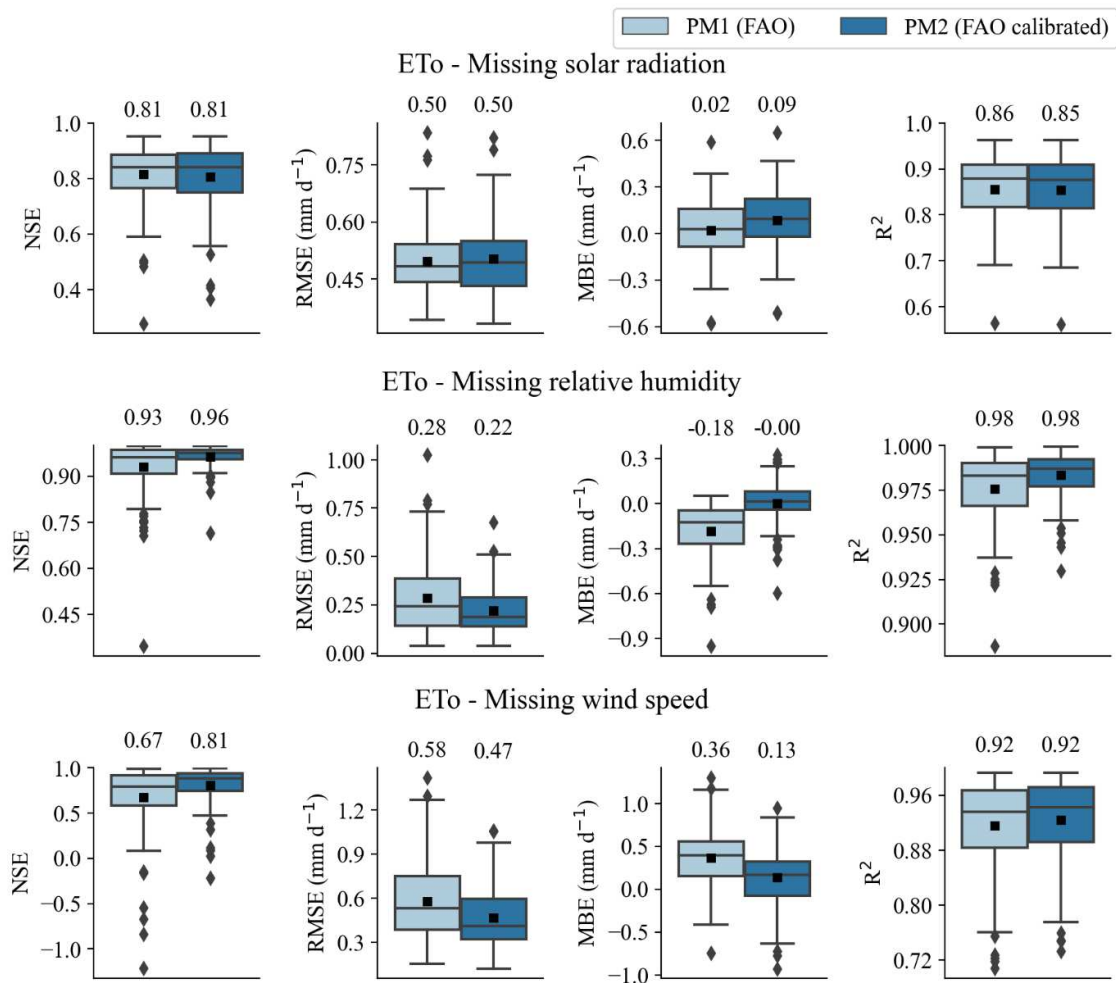 PM1 (FAO) PM2 (FAO calibrated)
ETo - Missing solar radiation
0.81 0.81 0.50 0.50 0.02 0.09 0.86 0.85
NSE
1.0
0.8
0.6
0.4
RMSE (mm d⁻¹)
0.75
0.60
0.45
MBE (mm d⁻¹)
0.6
0.3
0.0
−0.3
−0.6
R²
1.0
0.9
0.8
0.7
0.6
ETo - Missing relative humidity
0.93 0.96 0.28 0.22 -0.18 -0.00 0.98 0.98
NSE
0.90
0.75
0.60
0.45
RMSE (mm d⁻¹)
1.00
0.75
0.50
0.25
0.00
MBE (mm d⁻¹)
0.3
0.0
−0.3
−0.6
−0.9
R²
1.000
0.975
0.950
0.925
0.900
ETo - Missing wind speed
0.67 0.81 0.58 0.47 0.36 0.13 0.92 0.92
NSE
1.0
0.5
0.0
−0.5
−1.0
RMSE (mm d⁻¹)
1.2
0.9
0.6
0.3
MBE (mm d⁻¹)
1.0
0.5
0.0
−0.5
−1.0
R²
0.96
0.88
0.80
0.72